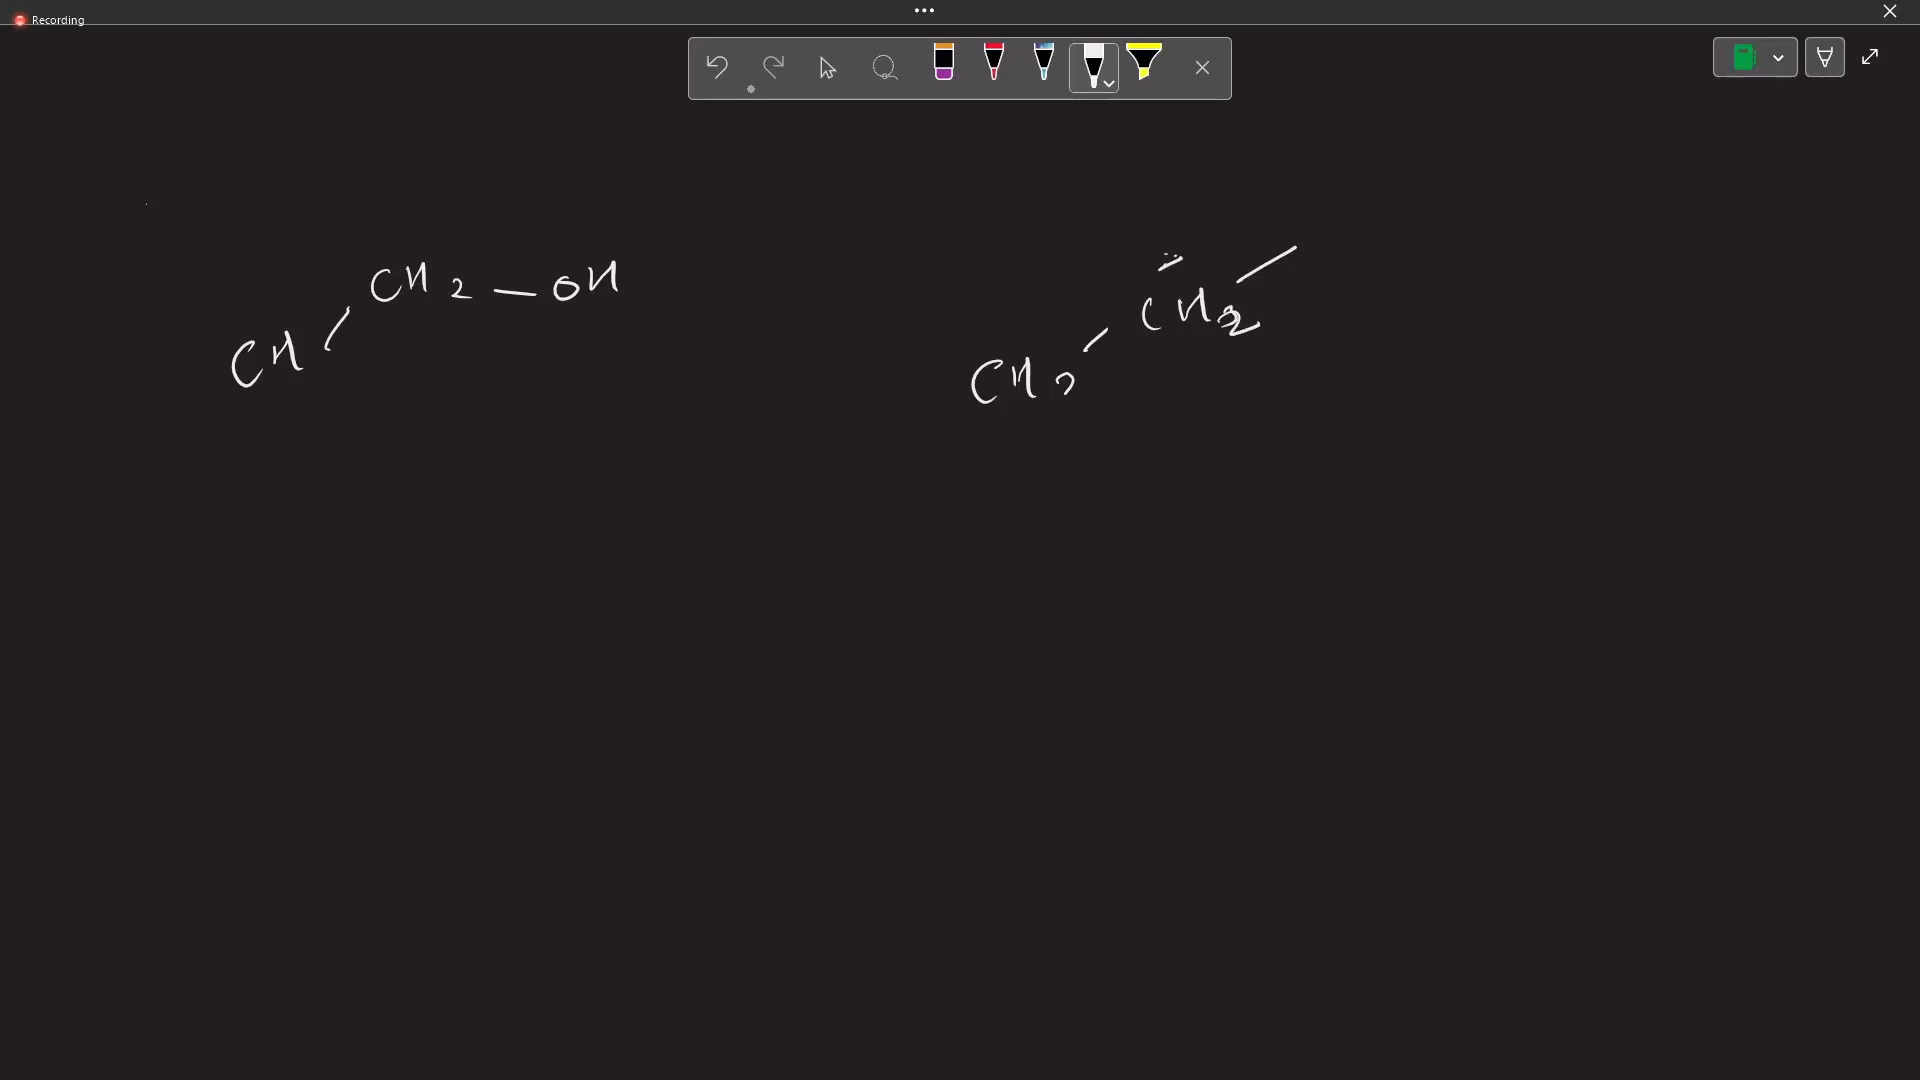 Recording
CH2 — OH
CH
CH2
CH2